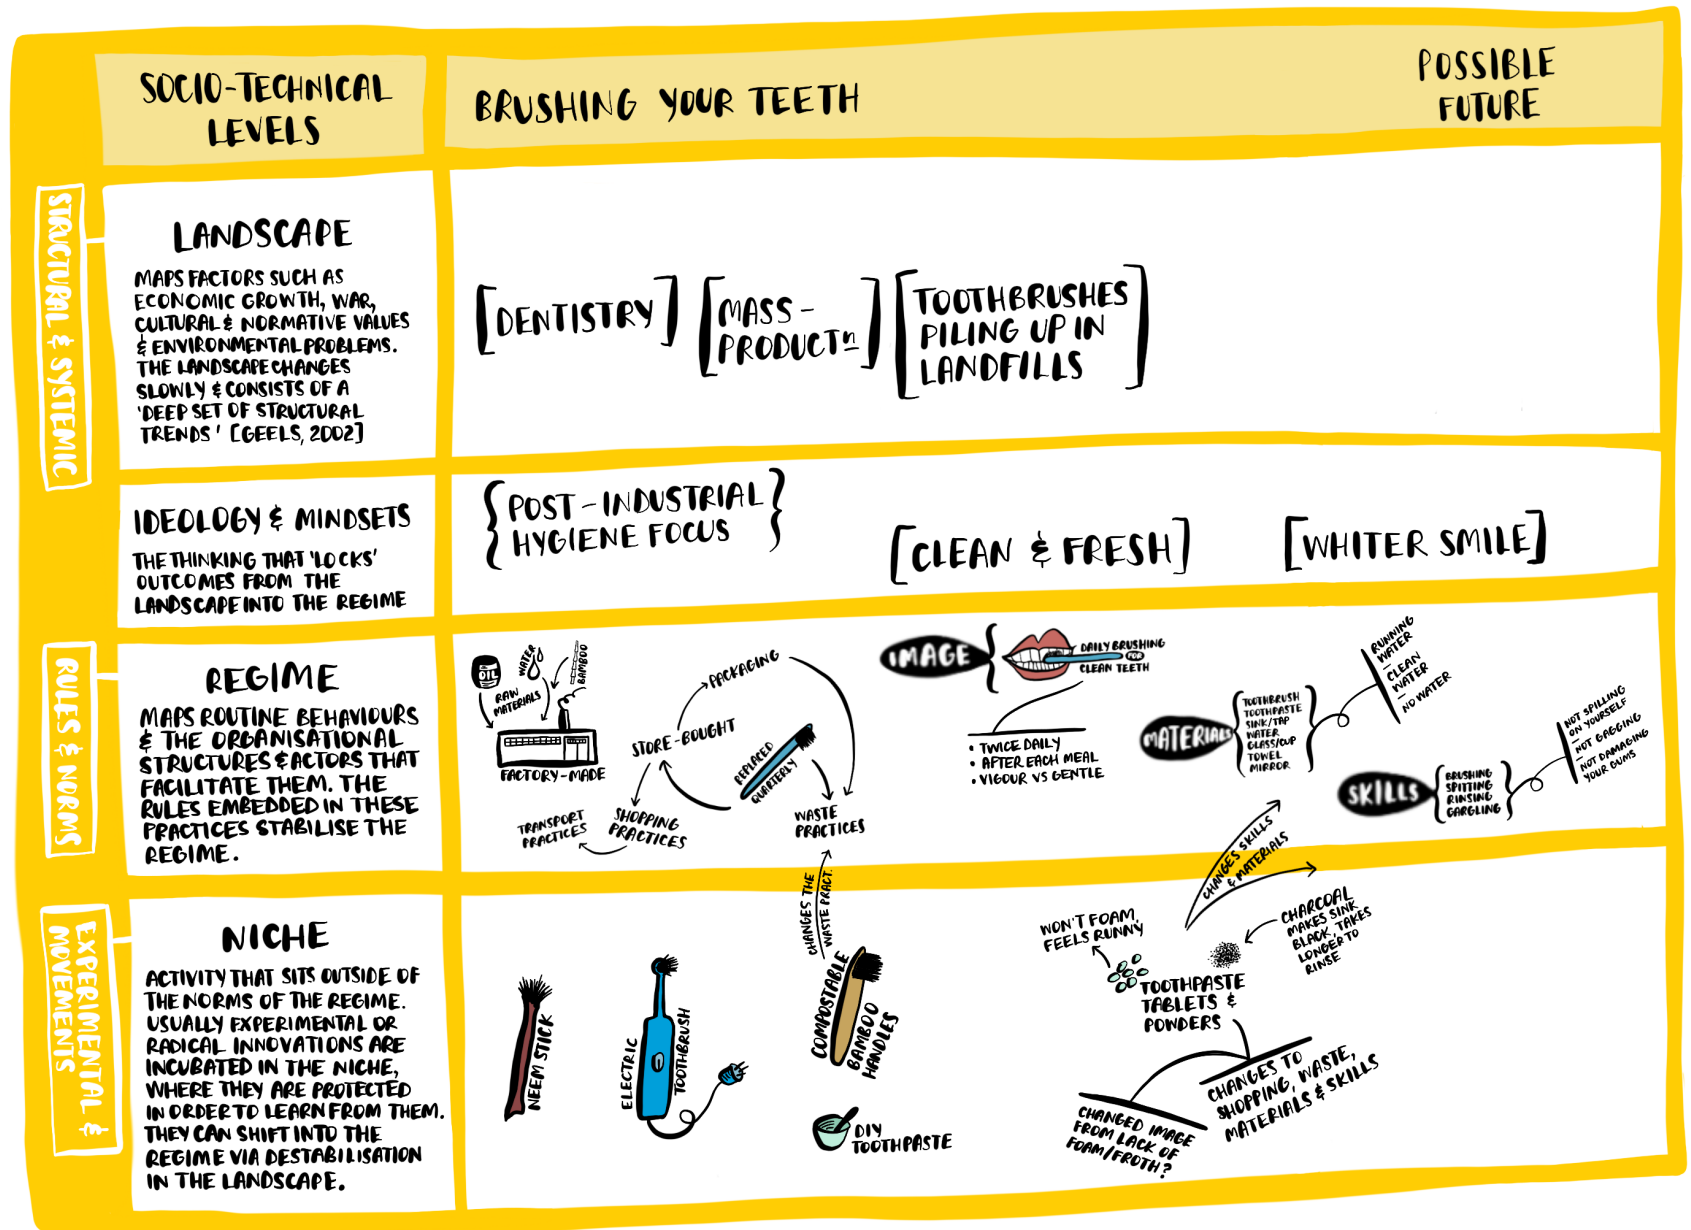 SOCIO-TECHNICAL
LEVELS
BRUSHING YOUR TEETH
POSSIBLE
FUTURE
STRUCTURAL & SYSTEMIC
LANDSCAPE
MAPS FACTORS SUCH AS
ECONOMIC GROWTH, WAR,
CULTURAL & NORMATIVE VALUES
& ENVIRONMENTAL PROBLEMS.
THE LANDSCAPE CHANGES
SLOWLY & CONSISTS OF A
'DEEP SET OF STRUCTURAL
TRENDS' [GEELS, 2002]
[DENTISTRY]
[MASS-
PRODUCTn]
[TOOTHBRUSHES
PILING UP IN
LANDFILLS]
IDEOLOGY & MINDSETS
THE THINKING THAT 'LOCKS'
OUTCOMES FROM THE
LANDSCAPE INTO THE REGIME
{POST-INDUSTRIAL
HYGIENE FOCUS}
[CLEAN & FRESH]
[WHITER SMILE]
RULES & NORMS
REGIME
MAPS ROUTINE BEHAVIOURS
& THE ORGANISATIONAL
STRUCTURES & ACTORS THAT
FACILITATE THEM. THE
RULES EMBEDDED IN THESE
PRACTICES STABILISE THE
REGIME.
OIL
WATER
BAMBOO
RAW
MATERIALS
FACTORY-MADE
PACKAGING
STORE-BOUGHT
REPLACED
QUARTERLY
TRANSPORT
PRACTICES
SHOPPING
PRACTICES
WASTE
PRACTICES
IMAGE
DAILY BRUSHING
FOR
CLEAN TEETH
• TWICE DAILY
• AFTER EACH MEAL
• VIGOUR VS GENTLE
MATERIALS
TOOTHBRUSH
TOOTHPASTE
SINK/TAP
WATER
GLASS/CUP
TOWEL
MIRROR
RUNNING
WATER
–
CLEAN
WATER
–
NO WATER
SKILLS
BRUSHING
SPITTING
RINSING
GARGLING
NOT SPILLING
ON YOURSELF
–
NOT GAGGING
–
NOT DAMAGING
YOUR GUMS
EXPERIMENTAL &
MOVEMENTS
NICHE
ACTIVITY THAT SITS OUTSIDE OF
THE NORMS OF THE REGIME.
USUALLY EXPERIMENTAL OR
RADICAL INNOVATIONS ARE
INCUBATED IN THE NICHE,
WHERE THEY ARE PROTECTED
IN ORDER TO LEARN FROM THEM.
THEY CAN SHIFT INTO THE
REGIME VIA DESTABILISATION
IN THE LANDSCAPE.
NEEM STICK
ELECTRIC
TOOTHBRUSH
CHANGES THE
WASTE PRACT.
COMPOSTABLE
BAMBOO
HANDLES
DIY
TOOTHPASTE
WON'T FOAM,
FEELS RUNNY
CHANGES SKILLS
& MATERIALS
CHARCOAL
MAKES SINK
BLACK, TAKES
LONGER TO
RINSE
TOOTHPASTE
TABLETS &
POWDERS
CHANGED IMAGE
FROM LACK OF
FOAM/FROTH?
CHANGES TO
SHOPPING, WASTE,
MATERIALS & SKILLS